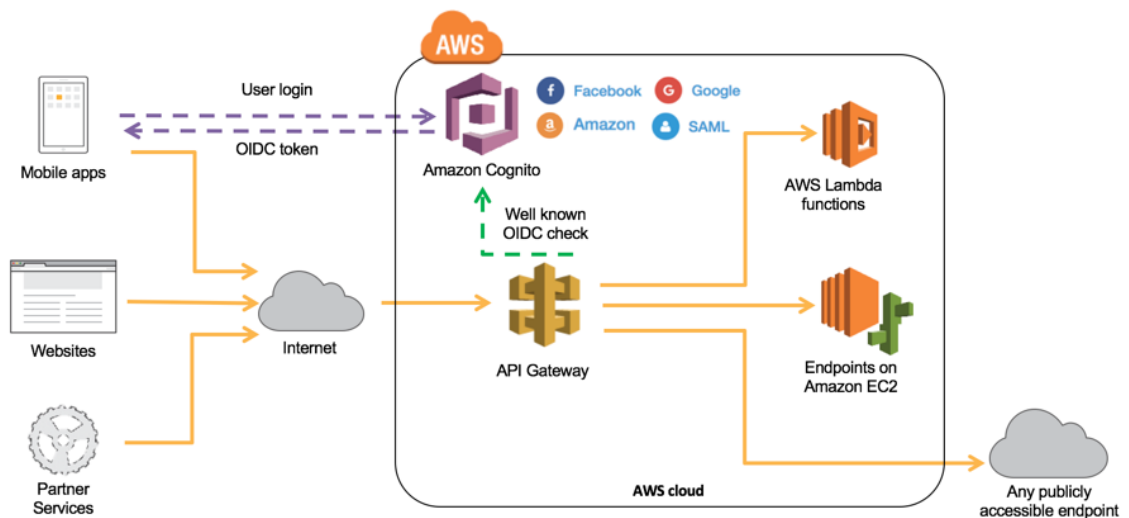 AWS
User login
OIDC token
Mobile apps
Facebook
Google
Amazon
SAML
Amazon Cognito
Well known
OIDC check
AWS Lambda
functions
Websites
Internet
API Gateway
Endpoints on
Amazon EC2
Partner
Services
AWS cloud
Any publicly
accessible endpoint